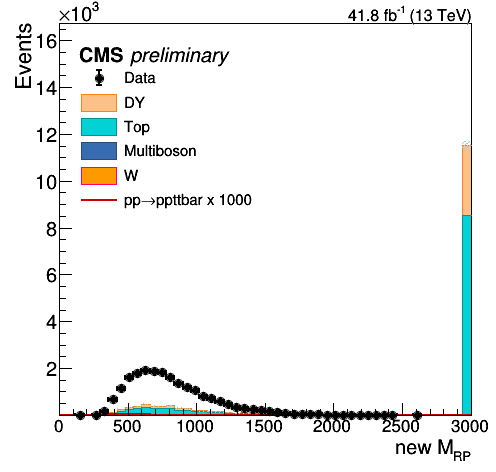 ×10³
41.8 fb⁻¹ (13 TeV)
Events
CMS preliminary
Data
DY
Top
Multiboson
W
pp→ppttbar x 1000
16
14
12
10
8
6
4
2
0 500 1000 1500 2000 2500 3000
new M_RP